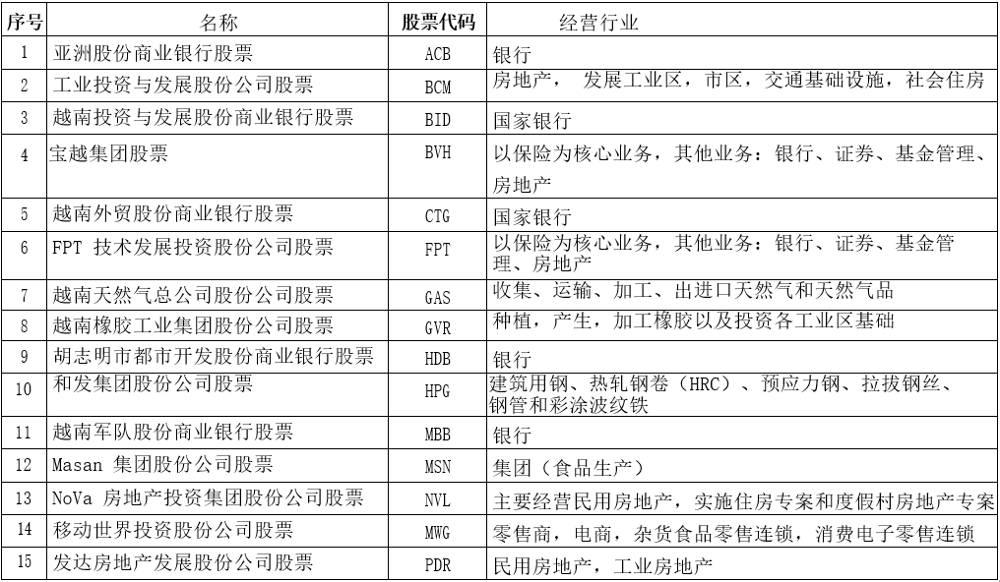 序号 名称 股票代码 经营行业
1 亚洲股份商业银行股票 ACB 银行
2 工业投资与发展股份公司股票 BCM 房地产， 发展工业区，市区，交通基础设施，社会住房
3 越南投资与发展股份商业银行股票 BID 国家银行
4 宝越集团股票 BVH 以保险为核心业务，其他业务：银行、证券、基金管理、
房地产
5 越南外贸股份商业银行股票 CTG 国家银行
6 FPT 技术发展投资股份公司股票 FPT 以保险为核心业务，其他业务：银行、证券、基金管
理、房地产
7 越南天然气总公司股份公司股票 GAS 收集、运输、加工、出进口天然气和天然气品
8 越南橡胶工业集团股份公司股票 GVR 种植，产生，加工橡胶以及投资各工业区基础
9 胡志明市都市开发股份商业银行股票 HDB 银行
10 和发集团股份公司股票 HPG 建筑用钢、热轧钢卷（HRC）、预应力钢、拉拔钢丝、
钢管和彩涂波纹铁
11 越南军队股份商业银行股票 MBB 银行
12 Masan 集团股份公司股票 MSN 集团（食品生产）
13 NoVa 房地产投资集团股份公司股票 NVL 主要经营民用房地产，实施住房专案和度假村房地产专案
14 移动世界投资股份公司股票 MWG 零售商，电商，杂货食品零售连锁，消费电子零售连锁
15 发达房地产发展股份公司股票 PDR 民用房地产，工业房地产